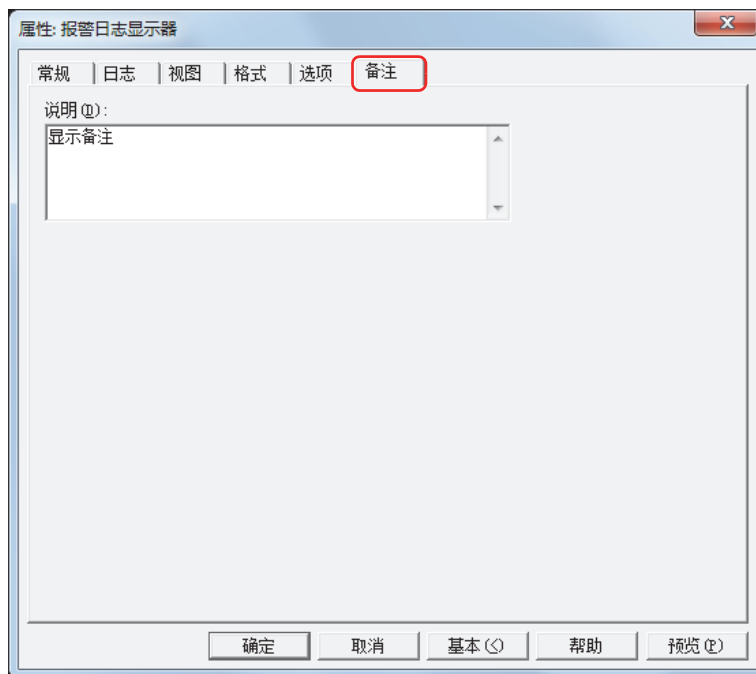 属性: 报警日志显示器
常规 日志 视图 格式 选项 备注
说明(D):
显示备注
确定 取消 基本(<) 帮助 预览(P)